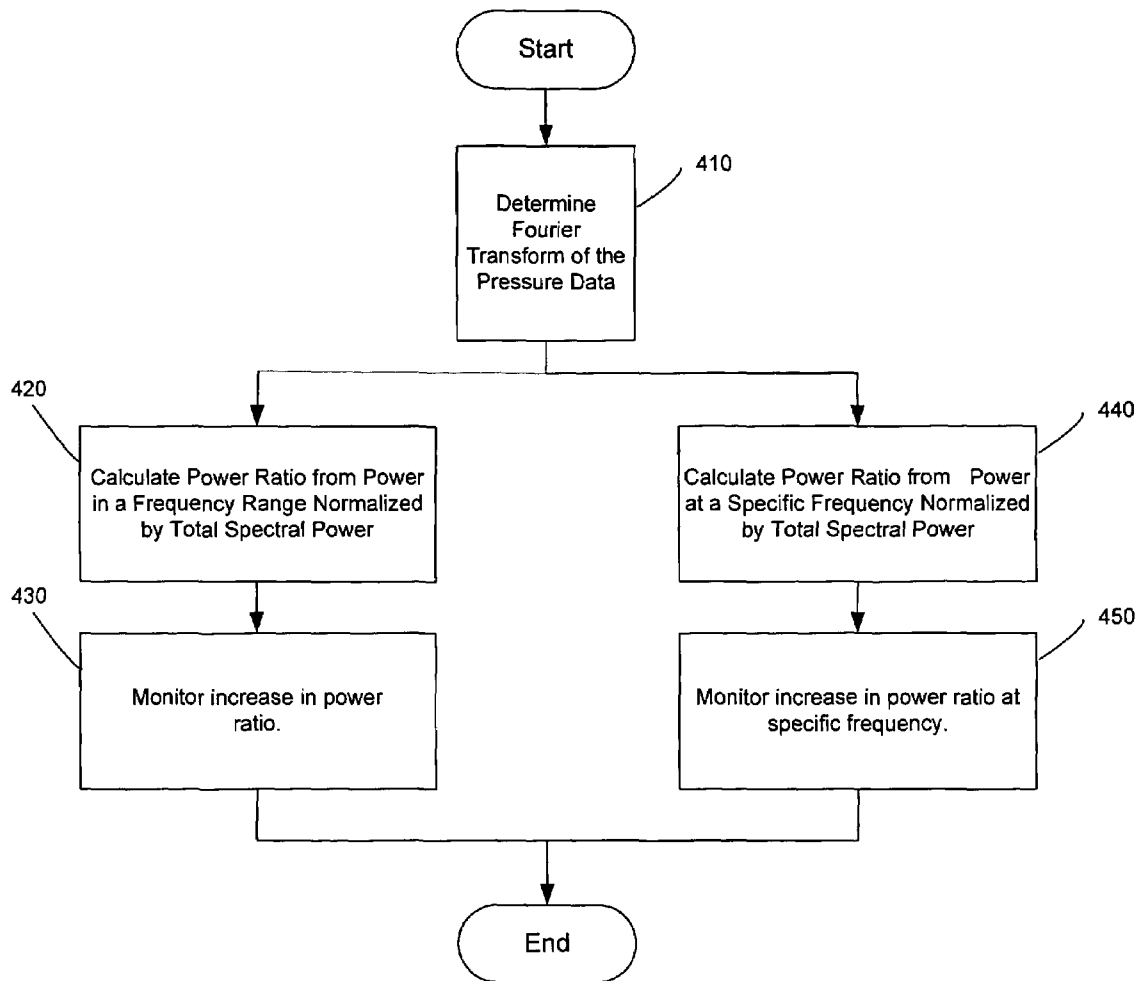 Start
410
Determine
Fourier
Transform of the
Pressure Data
420
Calculate Power Ratio from Power
in a Frequency Range Normalized
by Total Spectral Power
440
Calculate Power Ratio from Power
at a Specific Frequency Normalized
by Total Spectral Power
430
Monitor increase in power
ratio.
450
Monitor increase in power ratio at
specific frequency.
End